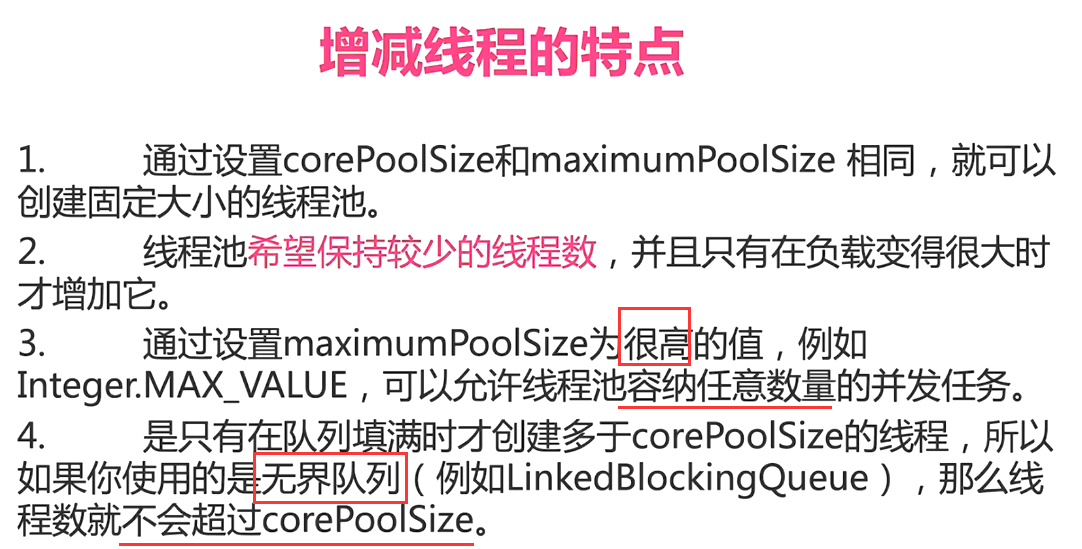 增减线程的特点
1. 通过设置corePoolSize和maximumPoolSize 相同，就可以
创建固定大小的线程池。
2. 线程池希望保持较少的线程数，并且只有在负载变得很大时
才增加它。
3. 通过设置maximumPoolSize为很高的值，例如
Integer.MAX_VALUE，可以允许线程池容纳任意数量的并发任务。
4. 是只有在队列填满时才创建多于corePoolSize的线程，所以
如果你使用的是无界队列（例如LinkedBlockingQueue），那么线
程数就不会超过corePoolSize。